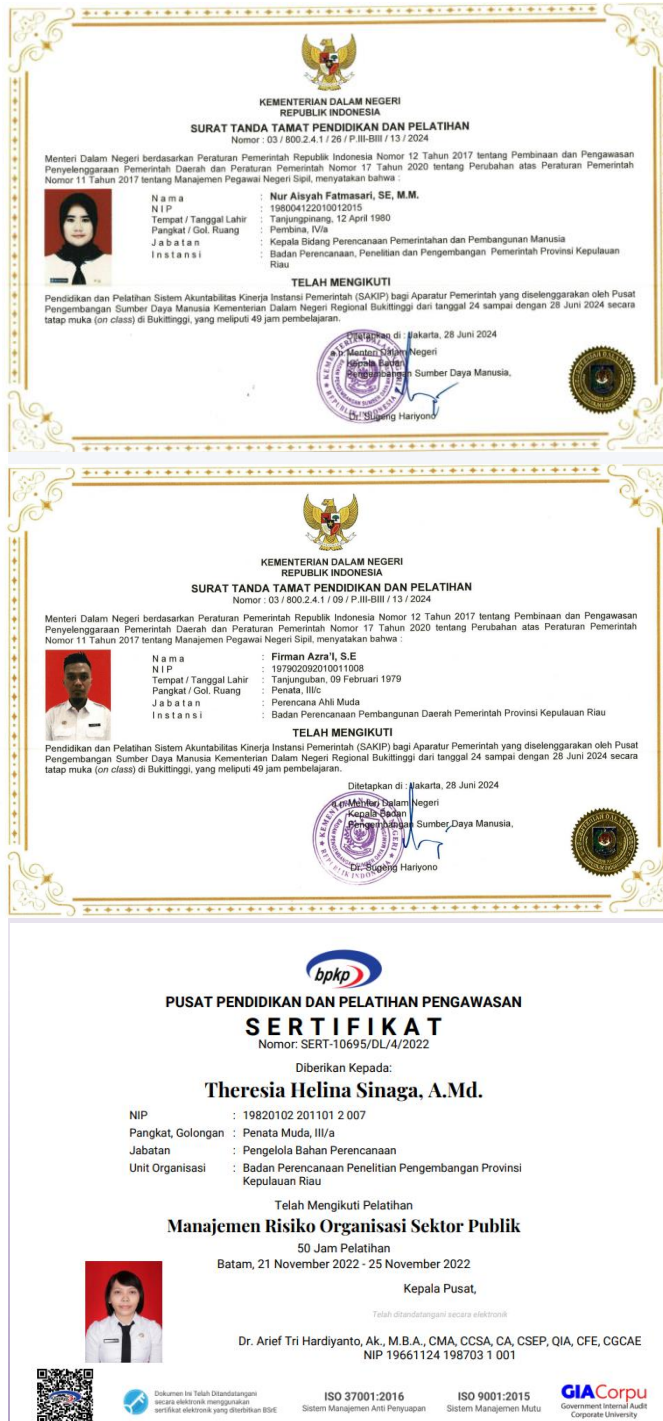 KEMENTERIAN DALAM NEGERI
REPUBLIK INDONESIA
SURAT TANDA TAMAT PENDIDIKAN DAN PELATIHAN
Nomor : 03 / 800.2.4.1 / 26 / P.III-BIII / 13 / 2024
Menteri Dalam Negeri berdasarkan Peraturan Pemerintah Republik Indonesia Nomor 12 Tahun 2017 tentang Pembinaan dan Pengawasan
Penyelenggaraan Pemerintah Daerah dan Peraturan Pemerintah Nomor 17 Tahun 2020 tentang Perubahan atas Peraturan Pemerintah
Nomor 11 Tahun 2017 tentang Manajemen Pegawai Negeri Sipil, menyatakan bahwa :
Nama : Nur Aisyah Fatmasari, SE, M.M.
NIP : 198004122010012015
Tempat / Tanggal Lahir : Tanjungpinang, 12 April 1980
Pangkat / Gol. Ruang : Pembina, IV/a
Jabatan : Kepala Bidang Perencanaan Pemerintahan dan Pembangunan Manusia
Instansi : Badan Perencanaan, Penelitian dan Pengembangan Pemerintah Provinsi Kepulauan
Riau
TELAH MENGIKUTI
Pendidikan dan Pelatihan Sistem Akuntabilitas Kinerja Instansi Pemerintah (SAKIP) bagi Aparatur Pemerintah yang diselenggarakan oleh Pusat
Pengembangan Sumber Daya Manusia Kementerian Dalam Negeri Regional Bukittinggi dari tanggal 24 sampai dengan 28 Juni 2024 secara
tatap muka (on class) di Bukittinggi, yang meliputi 49 jam pembelajaran.
Ditetapkan di : Jakarta, 28 Juni 2024
a.n. Menteri Dalam Negeri
Kepala Badan
Pengembangan Sumber Daya Manusia,
Dr. Sugeng Hariyono
KEMENTERIAN DALAM NEGERI
REPUBLIK INDONESIA
SURAT TANDA TAMAT PENDIDIKAN DAN PELATIHAN
Nomor : 03 / 800.2.4.1 / 09 / P.III-BIII / 13 / 2024
Menteri Dalam Negeri berdasarkan Peraturan Pemerintah Republik Indonesia Nomor 12 Tahun 2017 tentang Pembinaan dan Pengawasan
Penyelenggaraan Pemerintah Daerah dan Peraturan Pemerintah Nomor 17 Tahun 2020 tentang Perubahan atas Peraturan Pemerintah
Nomor 11 Tahun 2017 tentang Manajemen Pegawai Negeri Sipil, menyatakan bahwa :
Nama : Firman Azra'I, S.E
NIP : 197902092010011008
Tempat / Tanggal Lahir : Tanjunguban, 09 Februari 1979
Pangkat / Gol. Ruang : Penata, III/c
Jabatan : Perencana Ahli Muda
Instansi : Badan Perencanaan Pembangunan Daerah Pemerintah Provinsi Kepulauan Riau
TELAH MENGIKUTI
Pendidikan dan Pelatihan Sistem Akuntabilitas Kinerja Instansi Pemerintah (SAKIP) bagi Aparatur Pemerintah yang diselenggarakan oleh Pusat
Pengembangan Sumber Daya Manusia Kementerian Dalam Negeri Regional Bukittinggi dari tanggal 24 sampai dengan 28 Juni 2024 secara
tatap muka (on class) di Bukittinggi, yang meliputi 49 jam pembelajaran.
Ditetapkan di : Jakarta, 28 Juni 2024
a.n. Menteri Dalam Negeri
Kepala Badan
Pengembangan Sumber Daya Manusia,
Dr. Sugeng Hariyono
bpkp
PUSAT PENDIDIKAN DAN PELATIHAN PENGAWASAN
SERTIFIKAT
Nomor: SERT-10695/DL/4/2022
Diberikan Kepada:
Theresia Helina Sinaga, A.Md.
NIP : 19820102 201101 2 007
Pangkat, Golongan : Penata Muda, III/a
Jabatan : Pengelola Bahan Perencanaan
Unit Organisasi : Badan Perencanaan Penelitian Pengembangan Provinsi
Kepulauan Riau
Telah Mengikuti Pelatihan
Manajemen Risiko Organisasi Sektor Publik
50 Jam Pelatihan
Batam, 21 November 2022 - 25 November 2022
Kepala Pusat,
Telah ditandatangani secara elektronik
Dr. Arief Tri Hardiyanto, Ak., M.B.A., CMA, CCSA, CA, CSEP, QIA, CFE, CGCAE
NIP 19661124 198703 1 001
Dokumen Ini Telah Ditandatangani
secara elektronik menggunakan
sertifikat elektronik yang diterbitkan BSrE
ISO 37001:2016
Sistem Manajemen Anti Penyuapan
ISO 9001:2015
Sistem Manajemen Mutu
GIACorpu
Government Internal Audit
Corporate University